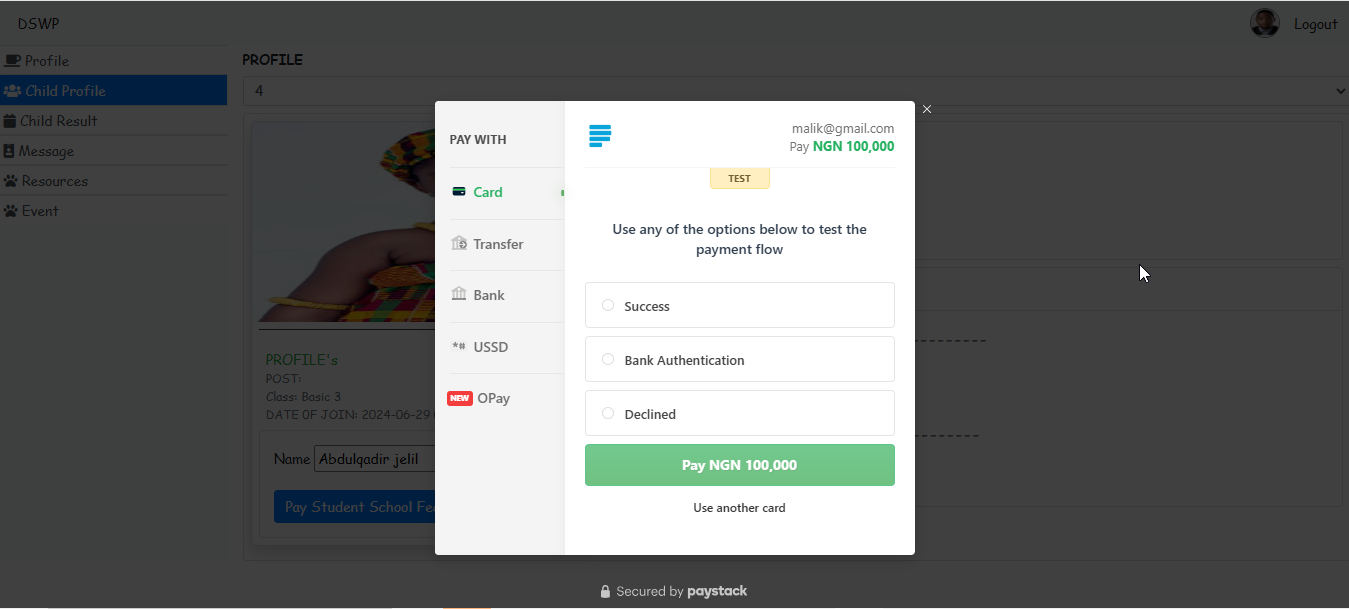 DSWP
Logout
Profile
Child Profile
Child Result
Message
Resources
Event
PROFILE
4
PROFILE's
POST:
Class: Basic 3
DATE OF JOIN: 2024-06-29
Name Abdulqadir jelil
Pay Student School Fe
PAY WITH
Card
Transfer
Bank
*# USSD
NEW OPay
malik@gmail.com
Pay NGN 100,000
TEST
Use any of the options below to test the
payment flow
Success
Bank Authentication
Declined
Pay NGN 100,000
Use another card
Secured by paystack